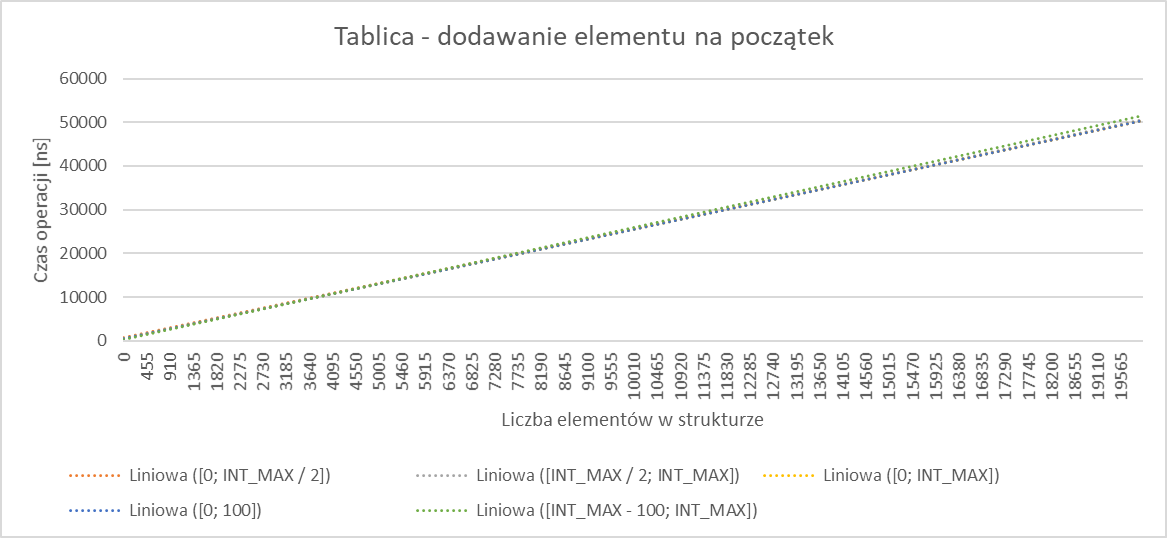 Tablica - dodawanie elementu na początek
60000
50000
40000
30000
20000
10000
0
Czas operacji [ns]
0 455 910 1365 1820 2275 2730 3185 3640 4095 4550 5005 5460 5915 6370 6825 7280 7735 8190 8645 9100 9555 10010 10465 10920 11375 11830 12285 12740 13195 13650 14105 14560 15015 15470 15925 16380 16835 17290 17745 18200 18655 19110 19565
Liczba elementów w strukturze
Liniowa ([0; INT_MAX / 2]) Liniowa ([INT_MAX / 2; INT_MAX]) Liniowa ([0; INT_MAX])
Liniowa ([0; 100]) Liniowa ([INT_MAX - 100; INT_MAX])